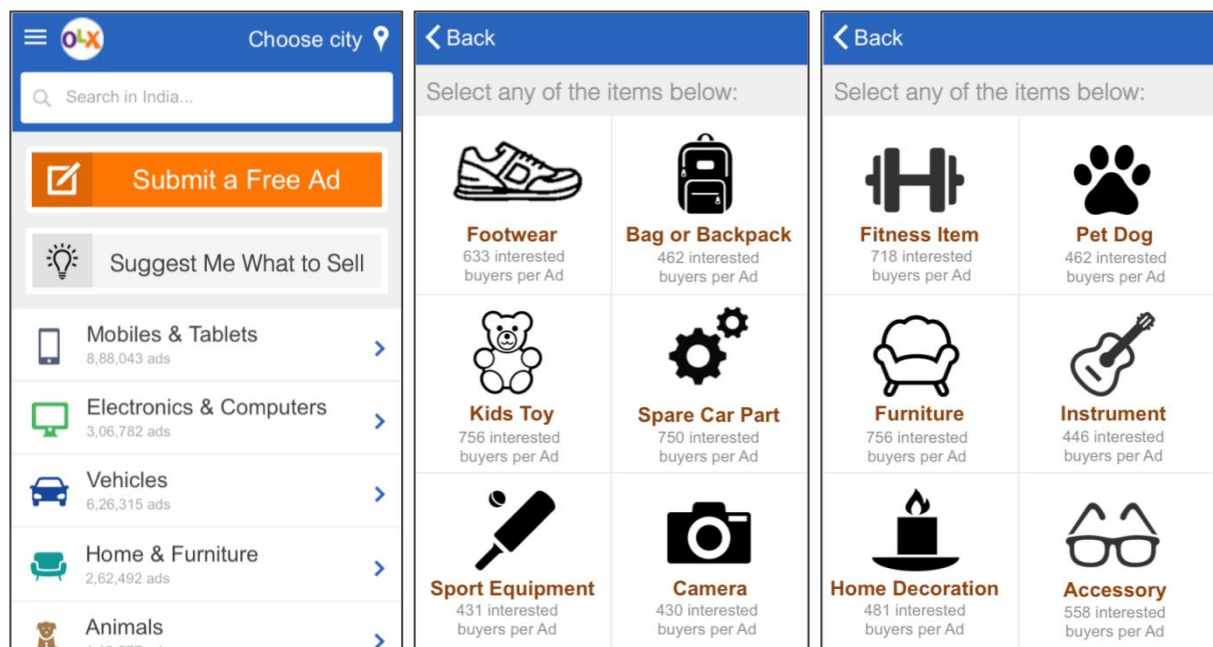 OLX
Choose city
Search in India...
Submit a Free Ad
Suggest Me What to Sell
Mobiles & Tablets
8,88,043 ads
Electronics & Computers
3,06,782 ads
Vehicles
6,26,315 ads
Home & Furniture
2,62,492 ads
Animals
Back
Select any of the items below:
Footwear
633 interested
buyers per Ad
Bag or Backpack
462 interested
buyers per Ad
Kids Toy
756 interested
buyers per Ad
Spare Car Part
750 interested
buyers per Ad
Sport Equipment
431 interested
buyers per Ad
Camera
430 interested
buyers per Ad
Back
Select any of the items below:
Fitness Item
718 interested
buyers per Ad
Pet Dog
462 interested
buyers per Ad
Furniture
756 interested
buyers per Ad
Instrument
446 interested
buyers per Ad
Home Decoration
481 interested
buyers per Ad
Accessory
558 interested
buyers per Ad